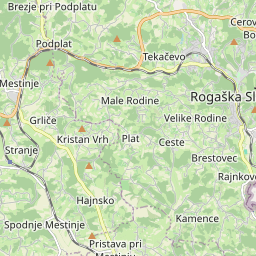 Brezje pri Podplatu
Cerov
Podplat
Bo
Tekačevo
Mestinje
Male Rodine
Rogaška Sl
Grliče
Velike Rodine
Kristan Vrh
Plat
Ceste
Stranje
Brestovec
Rajnkove
Hajnsko
Kamence
Spodnje Mestinje
Pristava pri
Mestinju